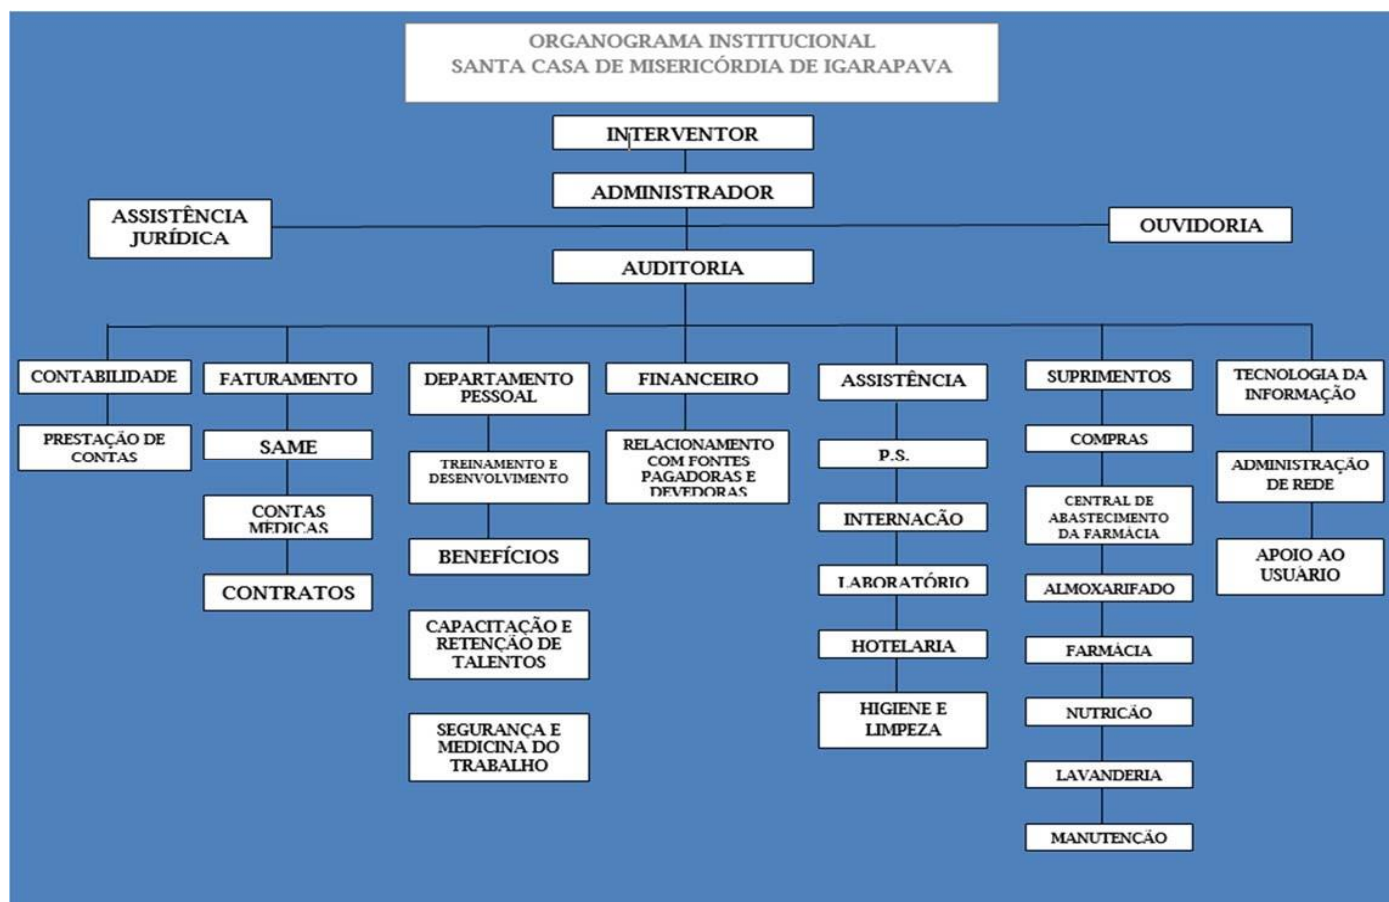 ORGANOGRAMA INSTITUCIONAL
SANTA CASA DE MISERICÓRDIA DE IGARAPAVA
INTERVENTOR
ADMINISTRADOR
ASSISTÊNCIA
JURÍDICA
OUVIDORIA
AUDITORIA
CONTABILIDADE
PRESTAÇÃO DE
CONTAS
FATURAMENTO
SAME
CONTAS
MÉDICAS
CONTRATOS
DEPARTAMENTO
PESSOAL
TREINAMENTO E
DESENVOLVIMENTO
BENEFÍCIOS
CAPACITAÇÃO E
RETENÇÃO DE
TALENTOS
SEGURANÇA E
MEDICINA DO
TRABALHO
FINANCEIRO
RELACIONAMENTO
COM FONTES
PAGADORAS E
DEVEDORAS
ASSISTÊNCIA
P.S.
INTERNAÇÃO
LABORATÓRIO
HOTELARIA
HIGIENE E
LIMPEZA
SUPRIMENTOS
COMPRAS
CENTRAL DE
ABASTECIMENTO
DA FARMÁCIA
ALMOXARIFADO
FARMÁCIA
NUTRIÇÃO
LAVANDERIA
MANUTENÇÃO
TECNOLOGIA DA
INFORMAÇÃO
ADMINISTRAÇÃO
DE REDE
APOIO AO
USUÁRIO